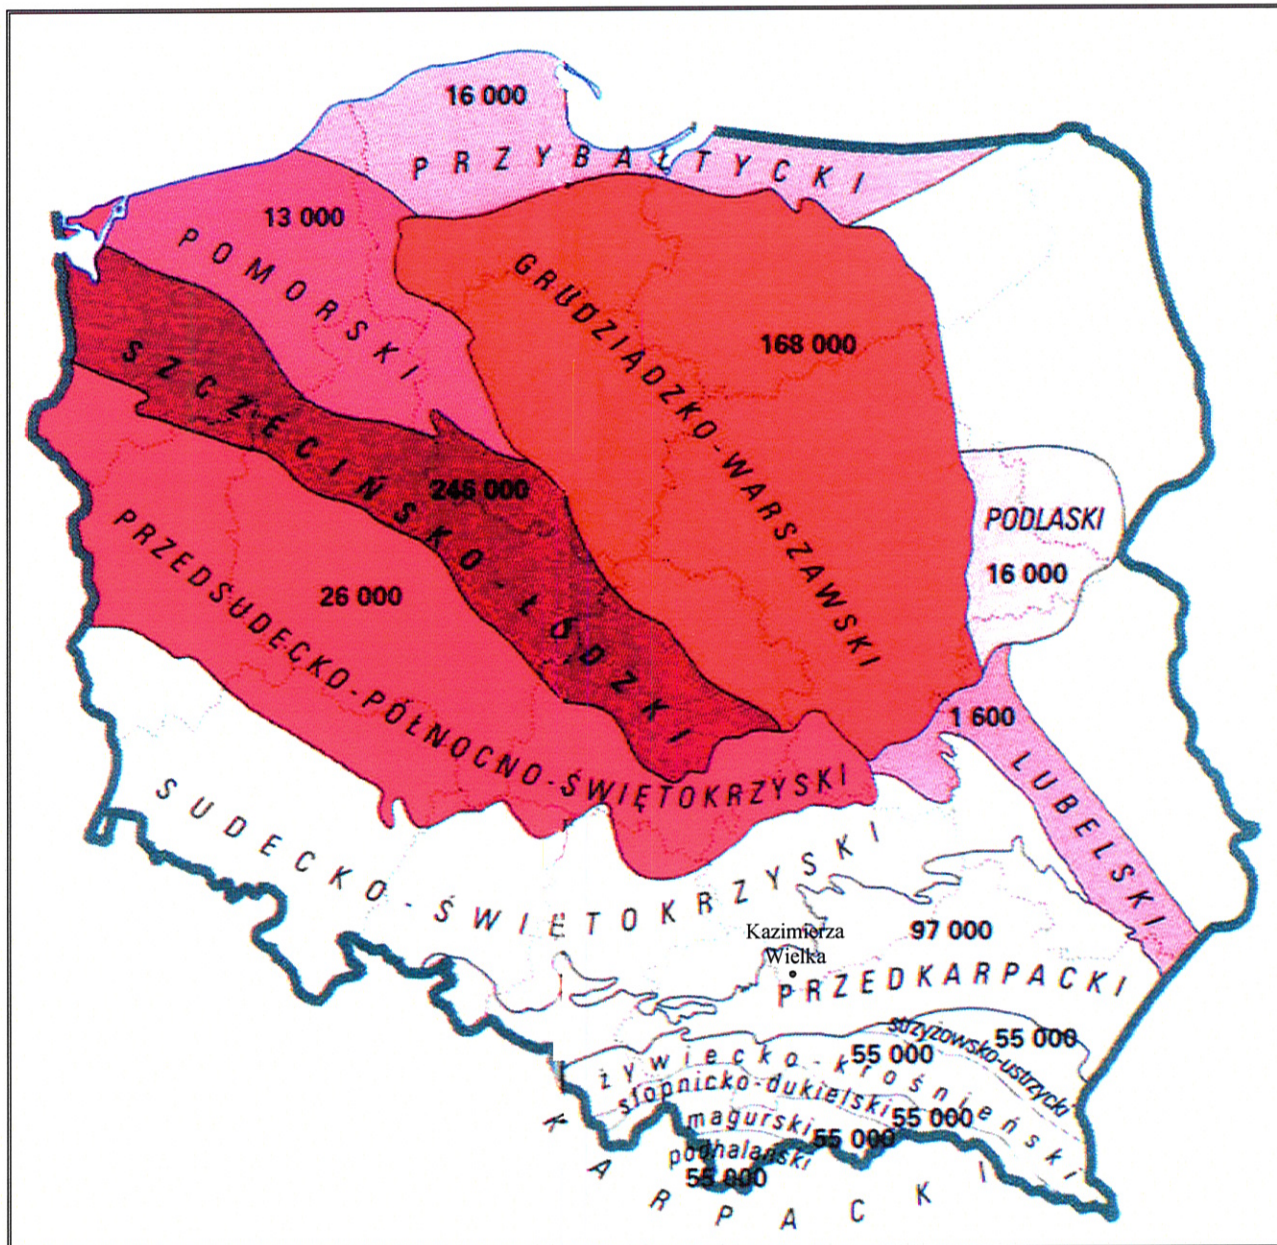 16 000
PRZYBAŁTYCKI
13 000
POMORSKI
GRUDZIĄDZKO-WARSZAWSKI
168 000
SZCZECIŃSKO-ŁÓDZKI
246 000
PODLASKI
16 000
PRZEDSUDECKO-PÓŁNOCNO-ŚWIĘTOKRZYSKI
26 000
1 600
LUBELSKI
SUDECKO-ŚWIĘTOKRZYSKI
Kazimierza
Wielka
97 000
PRZEDKARPACKI
strzyżowsko-ustrzycki
55 000
żywiecko-krośnieński
55 000
słopnicko-dukielski
55 000
magurski
55 000
podhalański
55 000
KARPACKI